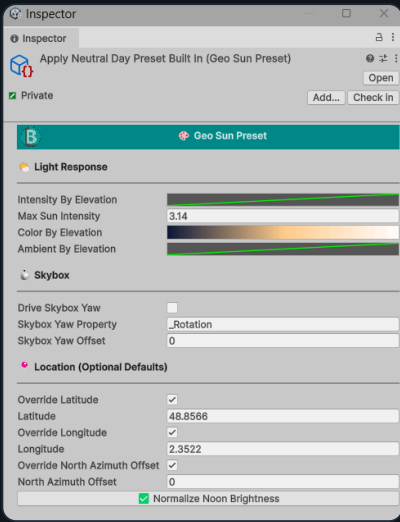 Inspector
Inspector
Apply Neutral Day Preset Built In (Geo Sun Preset)
Open
Private
Add...
Check In
B
Geo Sun Preset
Light Response
Intensity By Elevation
Max Sun Intensity 3.14
Color By Elevation
Ambient By Elevation
Skybox
Drive Skybox Yaw
Skybox Yaw Property _Rotation
Skybox Yaw Offset 0
Location (Optional Defaults)
Override Latitude
Latitude 48.8566
Override Longitude
Longitude 2.3522
Override North Azimuth Offset
North Azimuth Offset 0
Normalize Noon Brightness